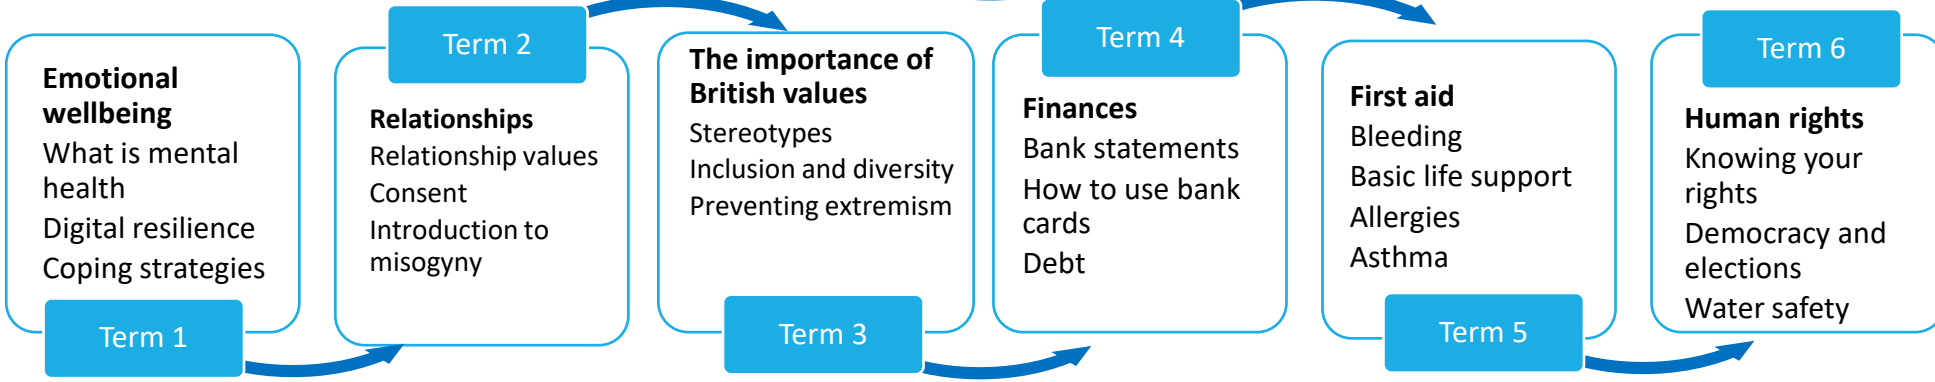 Emotional
wellbeing
What is mental
health
Digital resilience
Coping strategies
Term 1
Term 2
Relationships
Relationship values
Consent
Introduction to
misogyny
The importance of
British values
Stereotypes
Inclusion and diversity
Preventing extremism
Term 3
Term 4
Finances
Bank statements
How to use bank
cards
Debt
First aid
Bleeding
Basic life support
Allergies
Asthma
Term 5
Term 6
Human rights
Knowing your
rights
Democracy and
elections
Water safety